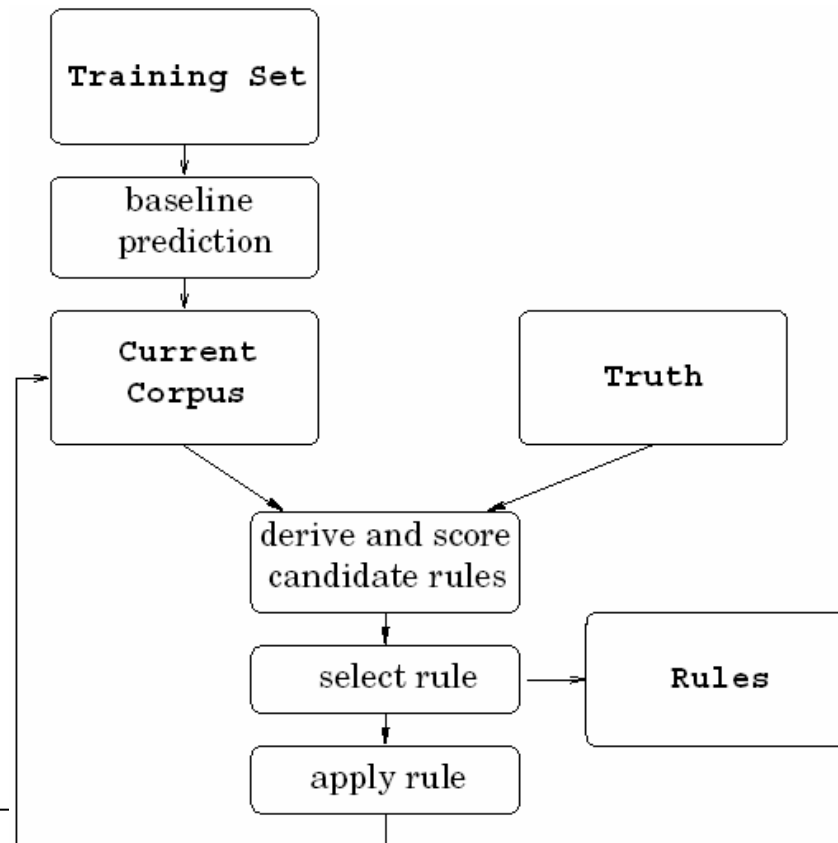 Training Set
baseline
prediction
Current
Corpus
Truth
derive and score
candidate rules
select rule
Rules
apply rule